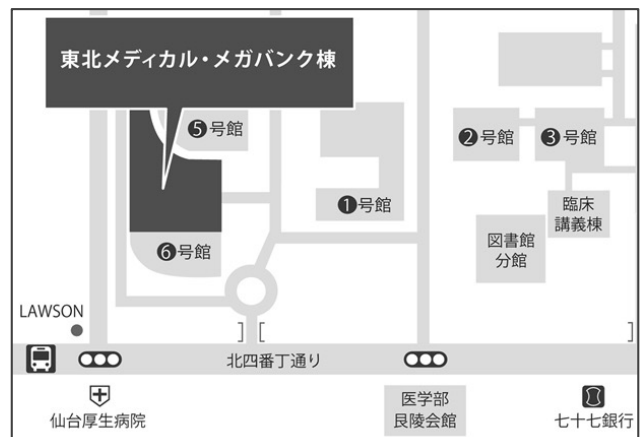 東北メディカル・メガバンク棟
❺号館
❷号館
❸号館
❶号館
臨床
講義棟
図書館
分館
❻号館
LAWSON
北四番丁通り
仙台厚生病院
医学部
艮陵会館
七十七銀行